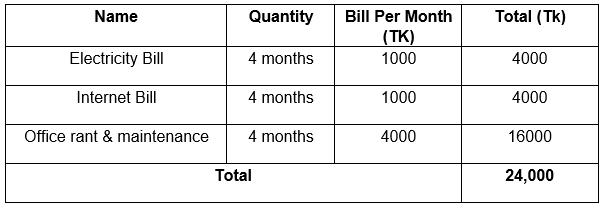 Name Quantity Bill Per Month (TK) Total (Tk)
Electricity Bill 4 months 1000 4000
Internet Bill 4 months 1000 4000
Office rant & maintenance 4 months 4000 16000
Total 24,000